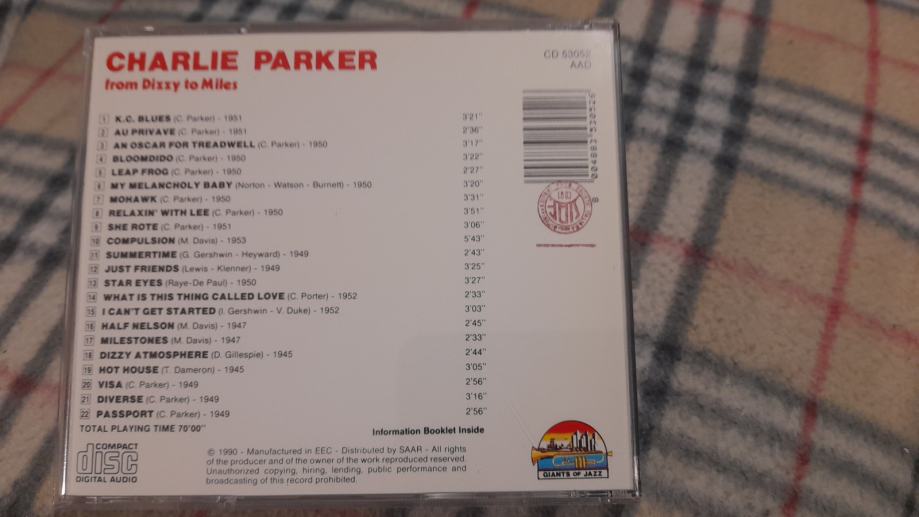 CHARLIE PARKER
from Dizzy to Miles
CD 53052
AAD
1 K.C. BLUES (C. Parker) - 1951 3'21"
2 AU PRIVAVE (C. Parker) - 1951 2'36"
3 AN OSCAR FOR TREADWELL (C. Parker) - 1950 3'17"
4 BLOOMDIDO (C. Parker) - 1950 3'22"
5 LEAP FROG (C. Parker) - 1950 2'27"
6 MY MELANCHOLY BABY (Norton - Watson - Burnett) - 1950 3'20"
7 MOHAWK (C. Parker) - 1950 3'31"
8 RELAXIN' WITH LEE (C. Parker) - 1950 3'51"
9 SHE ROTE (C. Parker) - 1951 3'06"
10 COMPULSION (M. Davis) - 1953 5'43"
11 SUMMERTIME (G. Gershwin - Heyward) - 1949 2'43"
12 JUST FRIENDS (Lewis - Klenner) - 1949 3'25"
13 STAR EYES (Raye-De Paul) - 1950 3'27"
14 WHAT IS THIS THING CALLED LOVE (C. Porter) - 1952 2'33"
15 I CAN'T GET STARTED (I. Gershwin - V. Duke) - 1952 3'03"
16 HALF NELSON (M. Davis) - 1947 2'45"
17 MILESTONES (M. Davis) - 1947 2'33"
18 DIZZY ATMOSPHERE (D. Gillespie) - 1945 2'44"
19 HOT HOUSE (T. Dameron) - 1945 3'05"
20 VISA (C. Parker) - 1949 2'56"
21 DIVERSE (C. Parker) - 1949 3'16"
22 PASSPORT (C. Parker) - 1949 2'56"
TOTAL PLAYING TIME 70'00"
Information Booklet Inside
COMPACT
disc
DIGITAL AUDIO
© 1990 - Manufactured in EEC - Distributed by SAAR - All rights
of the producer and of the owner of the work reproduced reserved.
Unauthorized copying, hiring, lending, public performance and
broadcasting of this record prohibited.
GIANTS OF JAZZ